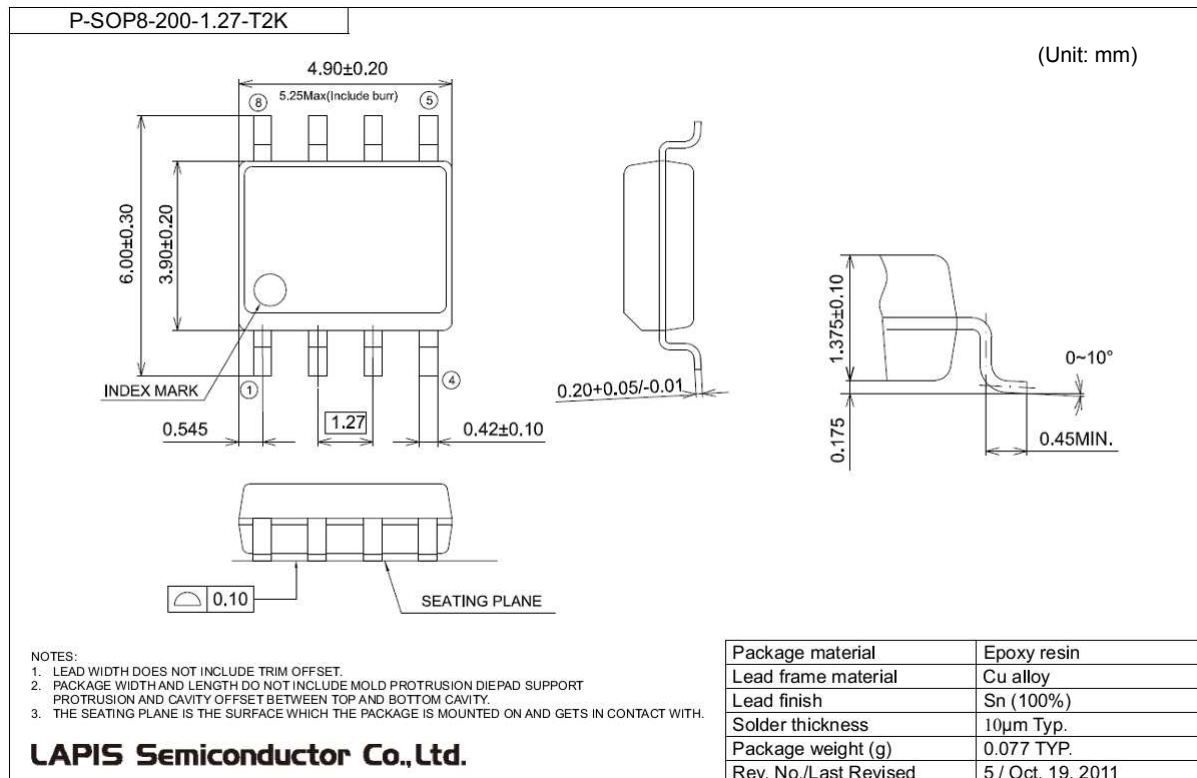 P-SOP8-200-1.27-T2K
(Unit: mm)
4.90±0.20
5.25Max(Include burr)
8
5
6.00±0.30
3.90±0.20
INDEX MARK
1
4
0.545
1.27
0.42±0.10
0.20+0.05/-0.01
1.375±0.10
0.175
0~10°
0.45MIN.
0.10
SEATING PLANE
NOTES:
1. LEAD WIDTH DOES NOT INCLUDE TRIM OFFSET.
2. PACKAGE WIDTH AND LENGTH DO NOT INCLUDE MOLD PROTRUSION DIEPAD SUPPORT
PROTRUSION AND CAVITY OFFSET BETWEEN TOP AND BOTTOM CAVITY.
3. THE SEATING PLANE IS THE SURFACE WHICH THE PACKAGE IS MOUNTED ON AND GETS IN CONTACT WITH.
LAPIS Semiconductor Co.,Ltd.
Package material Epoxy resin
Lead frame material Cu alloy
Lead finish Sn (100%)
Solder thickness 10μm Typ.
Package weight (g) 0.077 TYP.
Rev. No./Last Revised 5 / Oct. 19, 2011